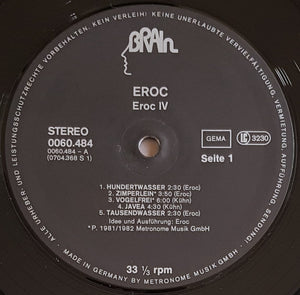 ALLE URHEBER- UND LEISTUNGSSCHUTZRECHTE VORBEHALTEN. KEIN VERLEIH! KEINE UNERLAUBTE VERVIELFÄLTIGUNG, VERMIETUNG, AUFFÜHRUNG, SENDUNG!
BRAIn
EROC
Eroc IV
STEREO
0060.484
0060.484 - A
(0704.368 S 1)
GEMA
LC 3230
Seite 1
1. HUNDERTWASSER 2:30 (Eroc)
2. ZIMPERLEIN* 3:50 (Eroc)
3. VOGELFREI* 6:00 (Kühn)
4. JAVEA 4:30 (Kühn)
5. TAUSENDWASSER 2:30 (Eroc)
Idee und Ausführung: Eroc
*P. 1981/1982 Metronome Musik GmbH
33 ⅓ rpm
MADE IN GERMANY BY METRONOME MUSIK GMBH